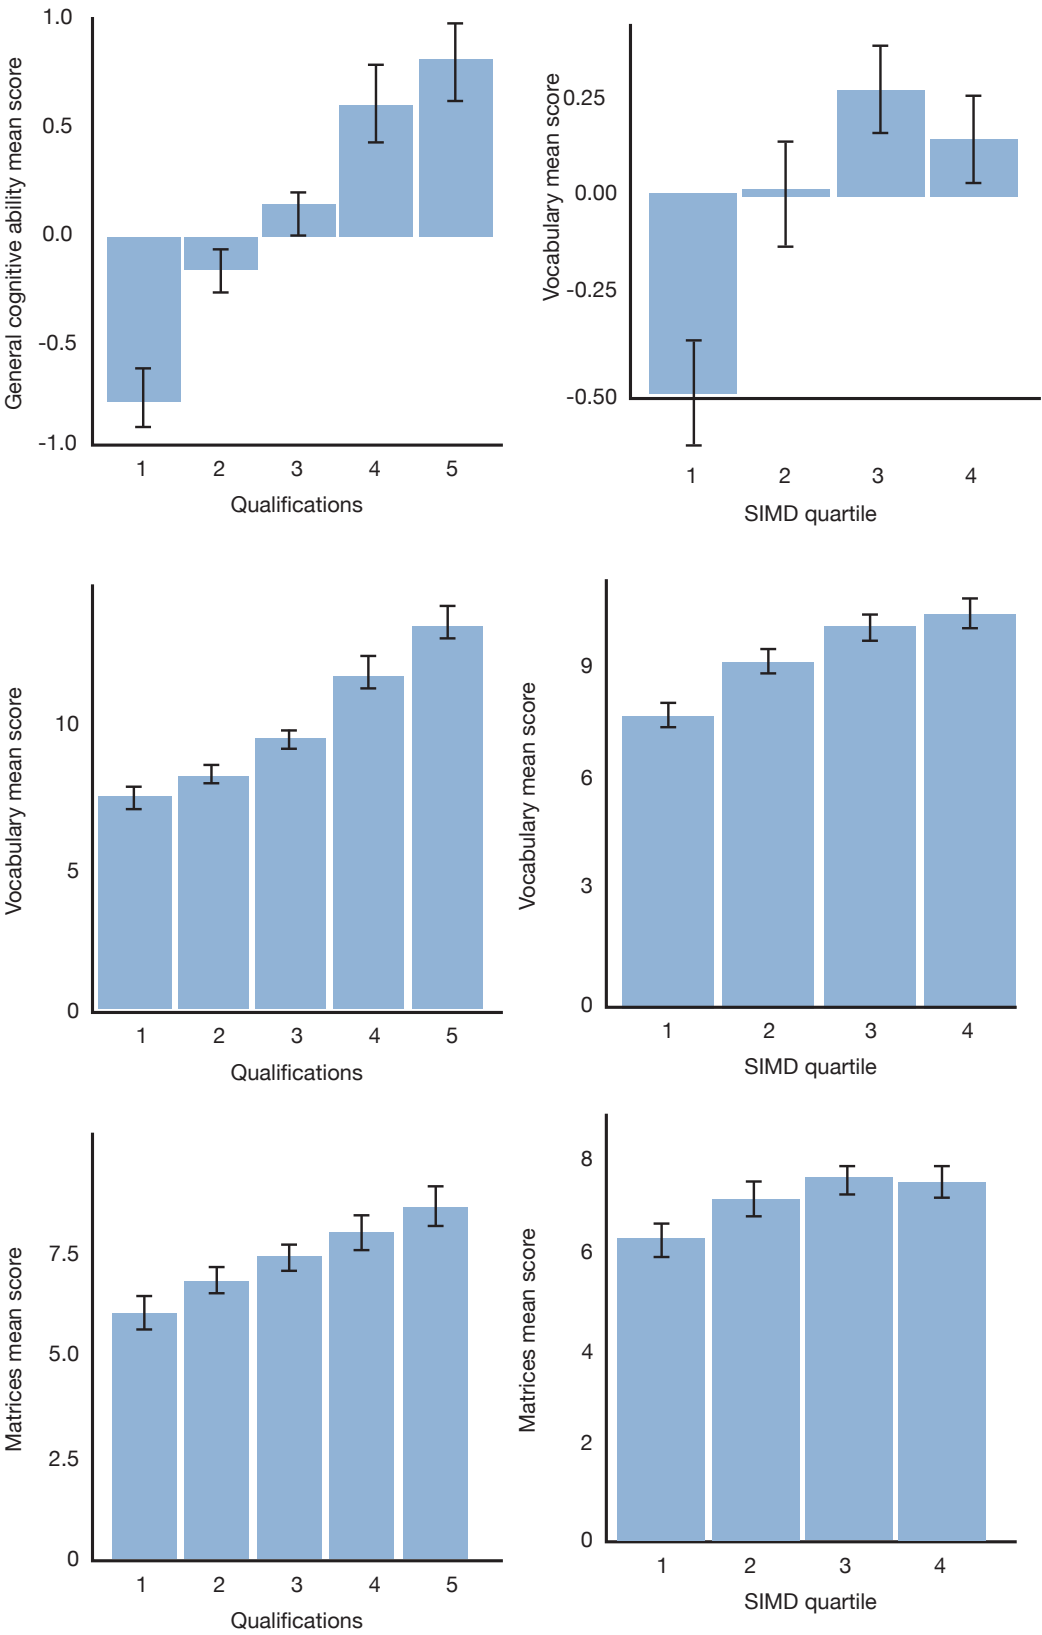 General cognitive ability mean score
1.0
0.5
0.0
-0.5
-1.0
1 2 3 4 5
Qualifications
Vocabulary mean score
0.25
0.00
-0.25
-0.50
1 2 3 4
SIMD quartile
Vocabulary mean score
10
5
0
1 2 3 4 5
Qualifications
Vocabulary mean score
9
6
3
0
1 2 3 4
SIMD quartile
Matrices mean score
7.5
5.0
2.5
0
1 2 3 4 5
Qualifications
Matrices mean score
8
6
4
2
0
1 2 3 4
SIMD quartile